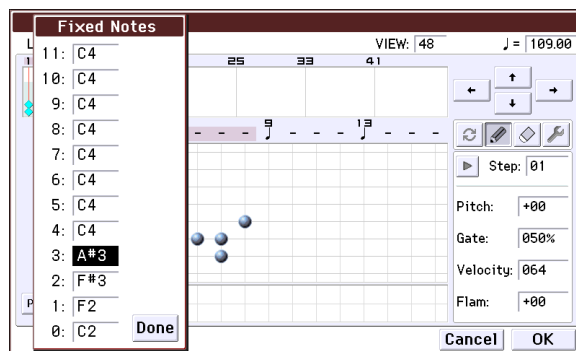 Fixed Notes
L
VIEW: 48
♩ = 109.00
11: C4
10: C4
9: C4
8: C4
7: C4
6: C4
5: C4
4: C4
3: A#3
2: F#3
1: F2
0: C2
Done
1
25
33
41
9
13
Step: 01
Pitch: +00
Gate: 050%
Velocity: 064
Flam: +00
P
Cancel
OK